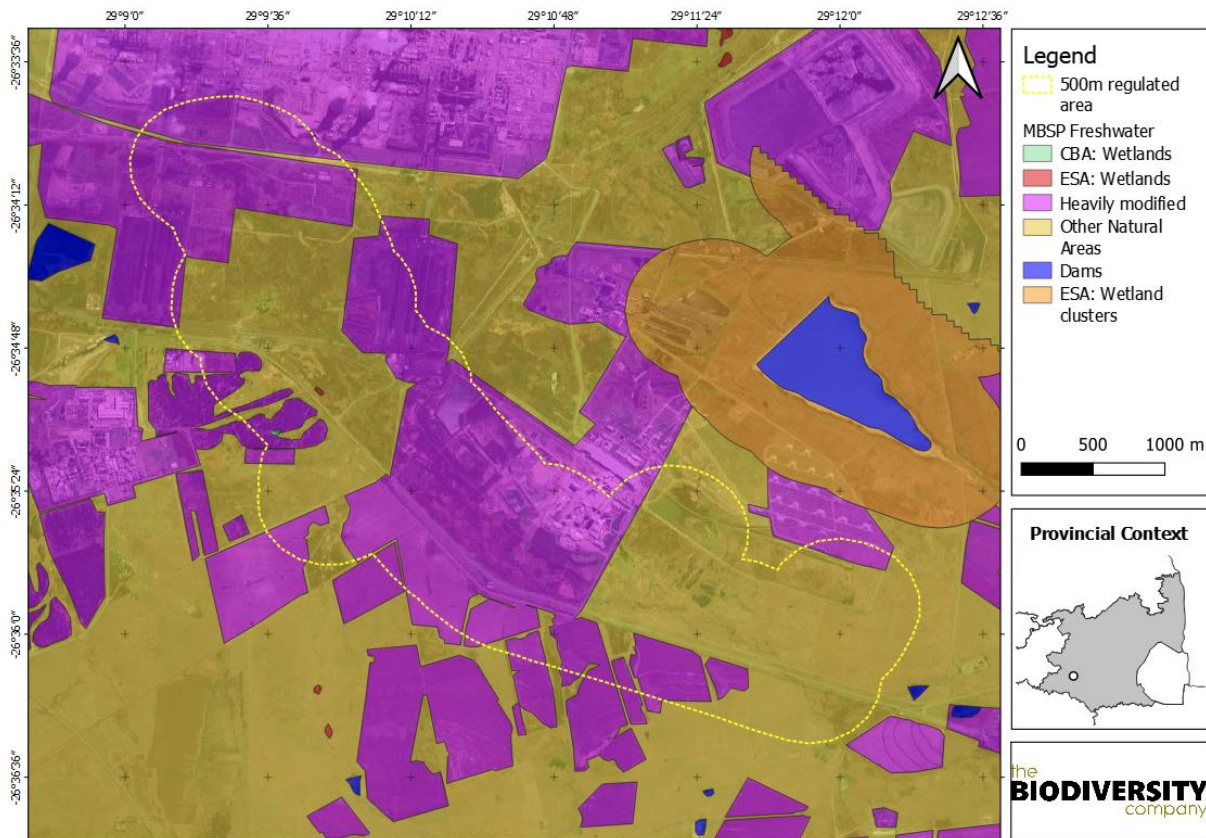 29°9′0″
29°9′36″
29°10′12″
29°10′48″
29°11′24″
29°12′0″
29°12′36″
-26°33′36″
-26°34′12″
-26°34′48″
-26°35′24″
-26°36′0″
-26°36′36″
Legend
500m regulated
area
MBSP Freshwater
CBA: Wetlands
ESA: Wetlands
Heavily modified
Other Natural
Areas
Dams
ESA: Wetland
clusters
0 500 1000 m
Provincial Context
the
BIODIVERSITY
company